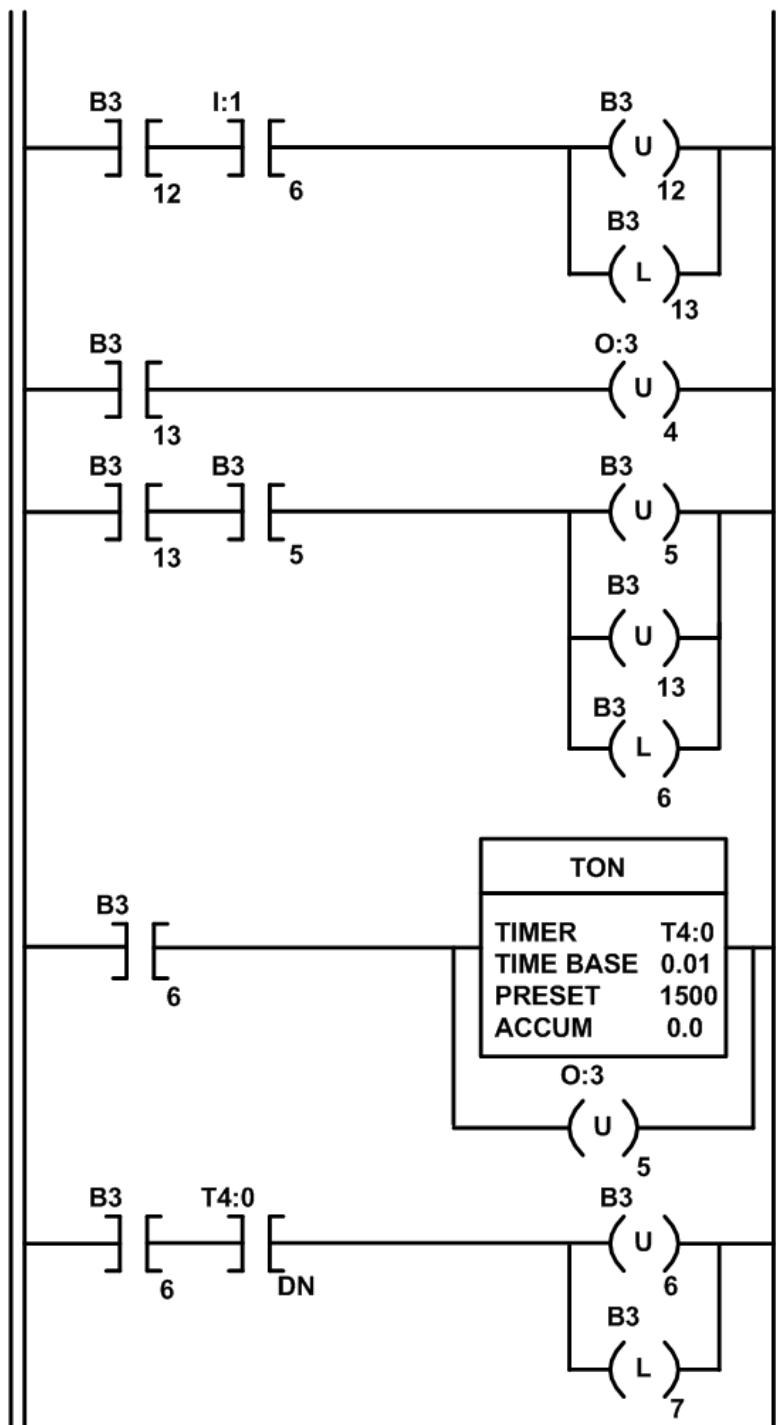 B3 I:1 B3
U
12 6 12
B3
L
13
B3 O:3
U
13 4
B3 B3 B3
U
13 5 5
B3
U
13
B3
L
6
TON
B3
TIMER T4:0
TIME BASE 0.01
6 PRESET 1500
ACCUM 0.0
O:3
U
5
B3 T4:0 B3
U
6 DN 6
B3
L
7